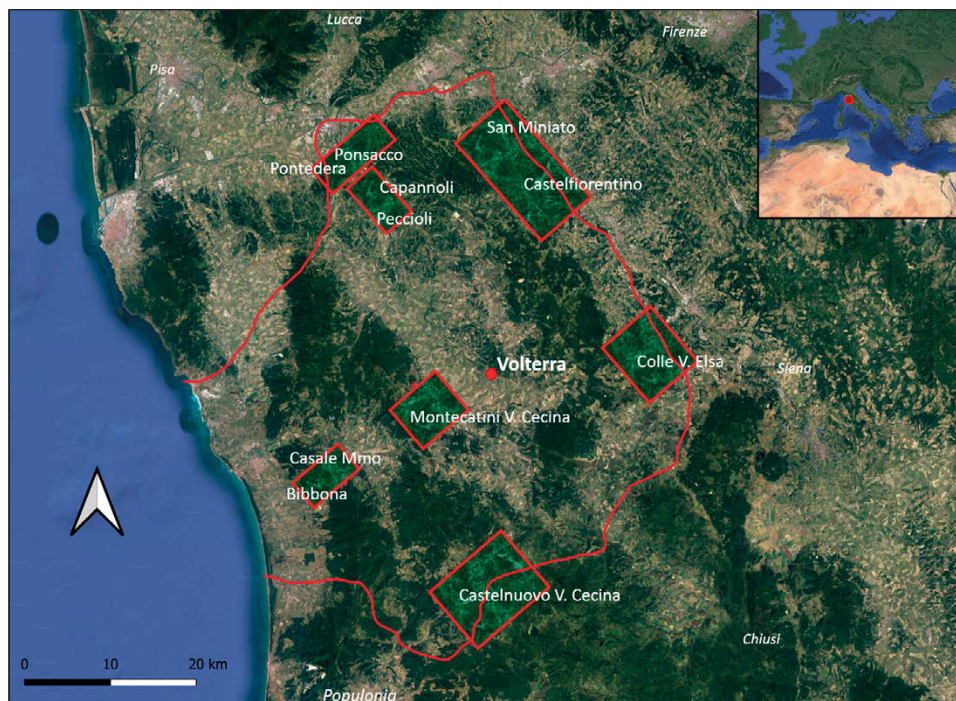 Lucca
Firenze
Pisa
San Miniato
Ponsacco
Pontedera
Capannoli
Castelfiorentino
Peccioli
Volterra
Colle V. Elsa
Siena
Montecatini V. Cecina
Casale Mmo
Bibbona
Castelnuovo V. Cecina
Chiusi
0 10 20 km
Populonia